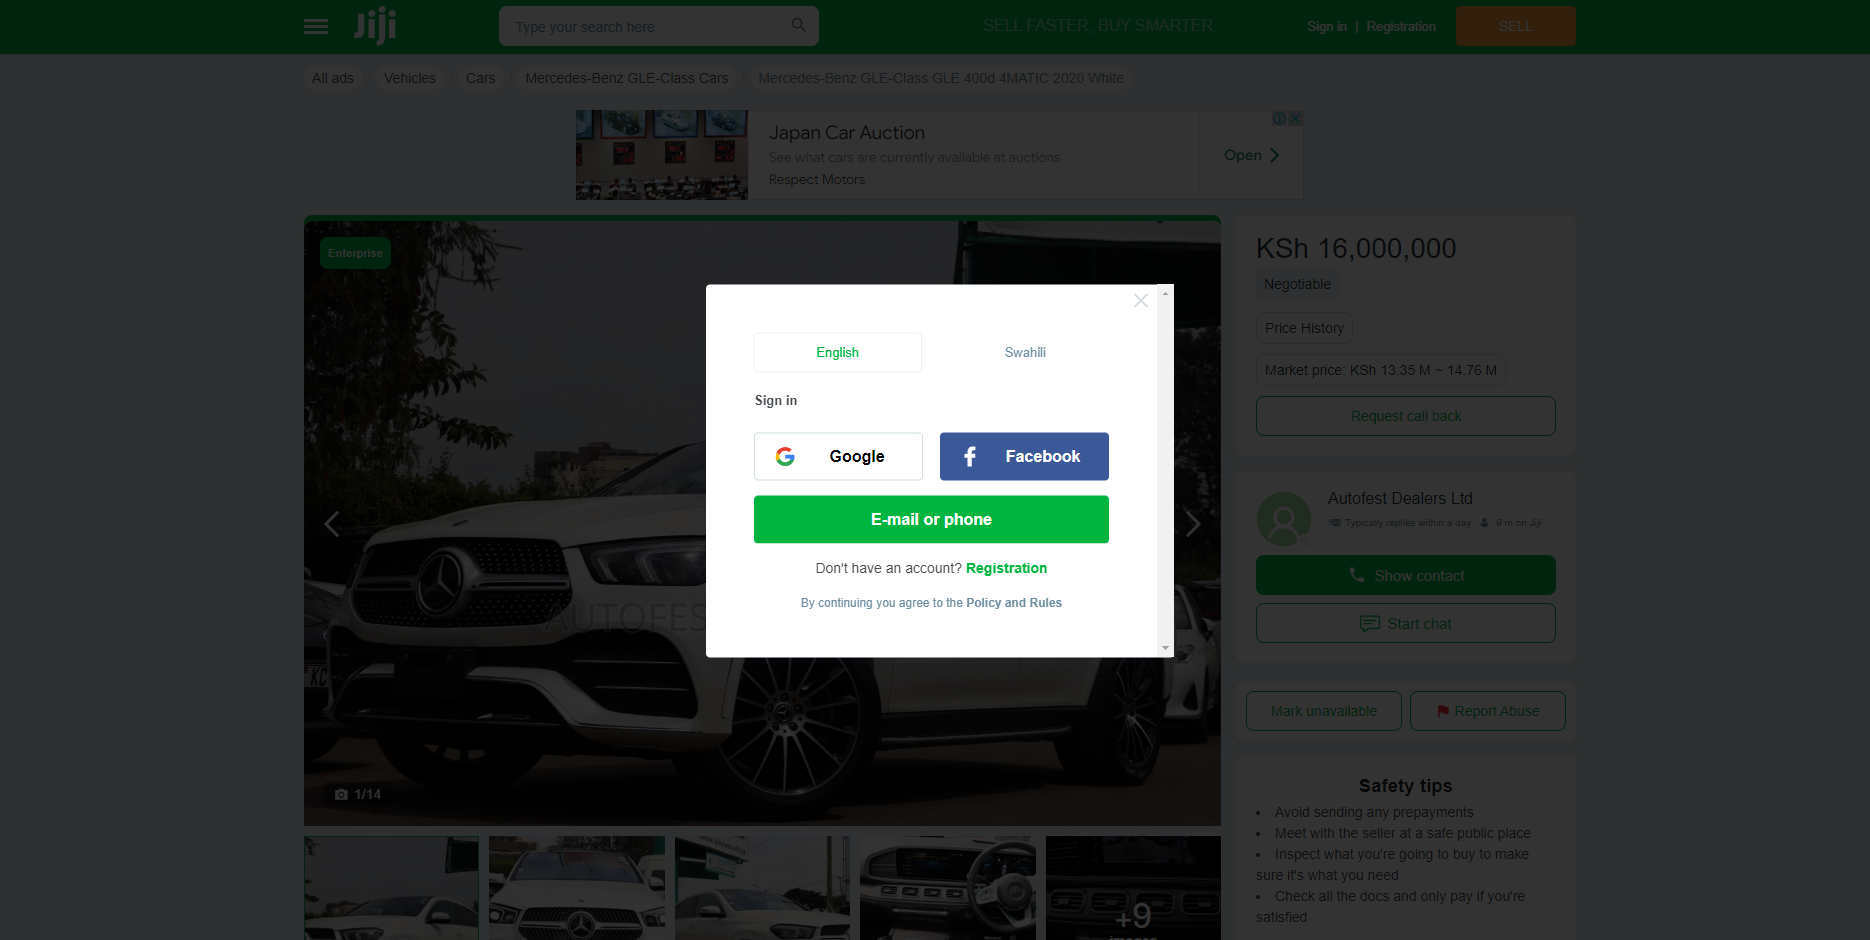 Jiji
Type your search here
SELL FASTER, BUY SMARTER
Sign in | Registration
SELL
All ads / Vehicles / Cars / Mercedes-Benz GLE-Class Cars / Mercedes-Benz GLE-Class GLE 400d 4MATIC 2020 White
Japan Car Auction
See what cars are currently available at auctions
Respect Motors
Open
Enterprise
KSh 16,000,000
Negotiable
Price History
Market price: KSh 13.35 M ~ 14.76 M
Request call back
English
Swahili
Sign in
Google
Facebook
E-mail or phone
Don't have an account? Registration
By continuing you agree to the Policy and Rules
AUTOFES
KC
1/14
Autofest Dealers Ltd
Typically replies within a day
9 m on Jiji
Show contact
Start chat
Mark unavailable
Report Abuse
Safety tips
• Avoid sending any prepayments
• Meet with the seller at a safe public place
• Inspect what you're going to buy to make
sure it's what you need
• Check all the docs and only pay if you're
satisfied
+9
images